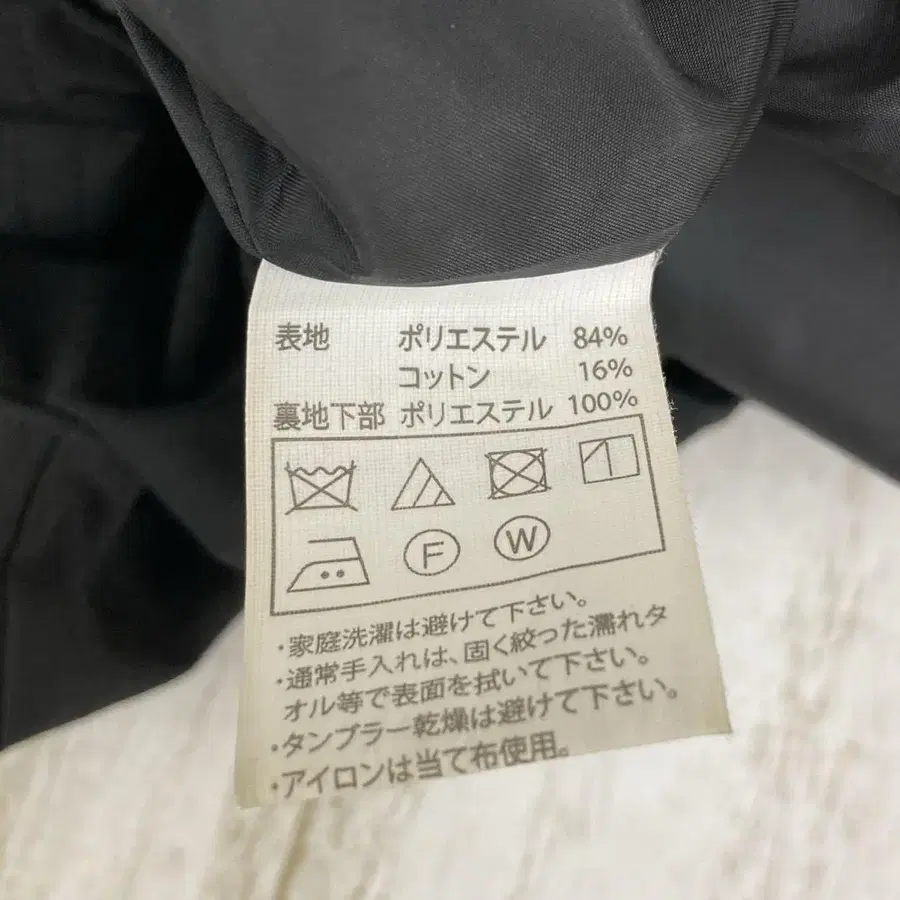 表地 ポリエステル 84%
コットン 16%
裏地下部 ポリエステル 100%
F W
・家庭洗濯は避けて下さい。
・通常手入れは、固く絞った濡れタ
オル等で表面を拭いて下さい。
・タンブラー乾燥は避けて下さい。
・アイロンは当て布使用。